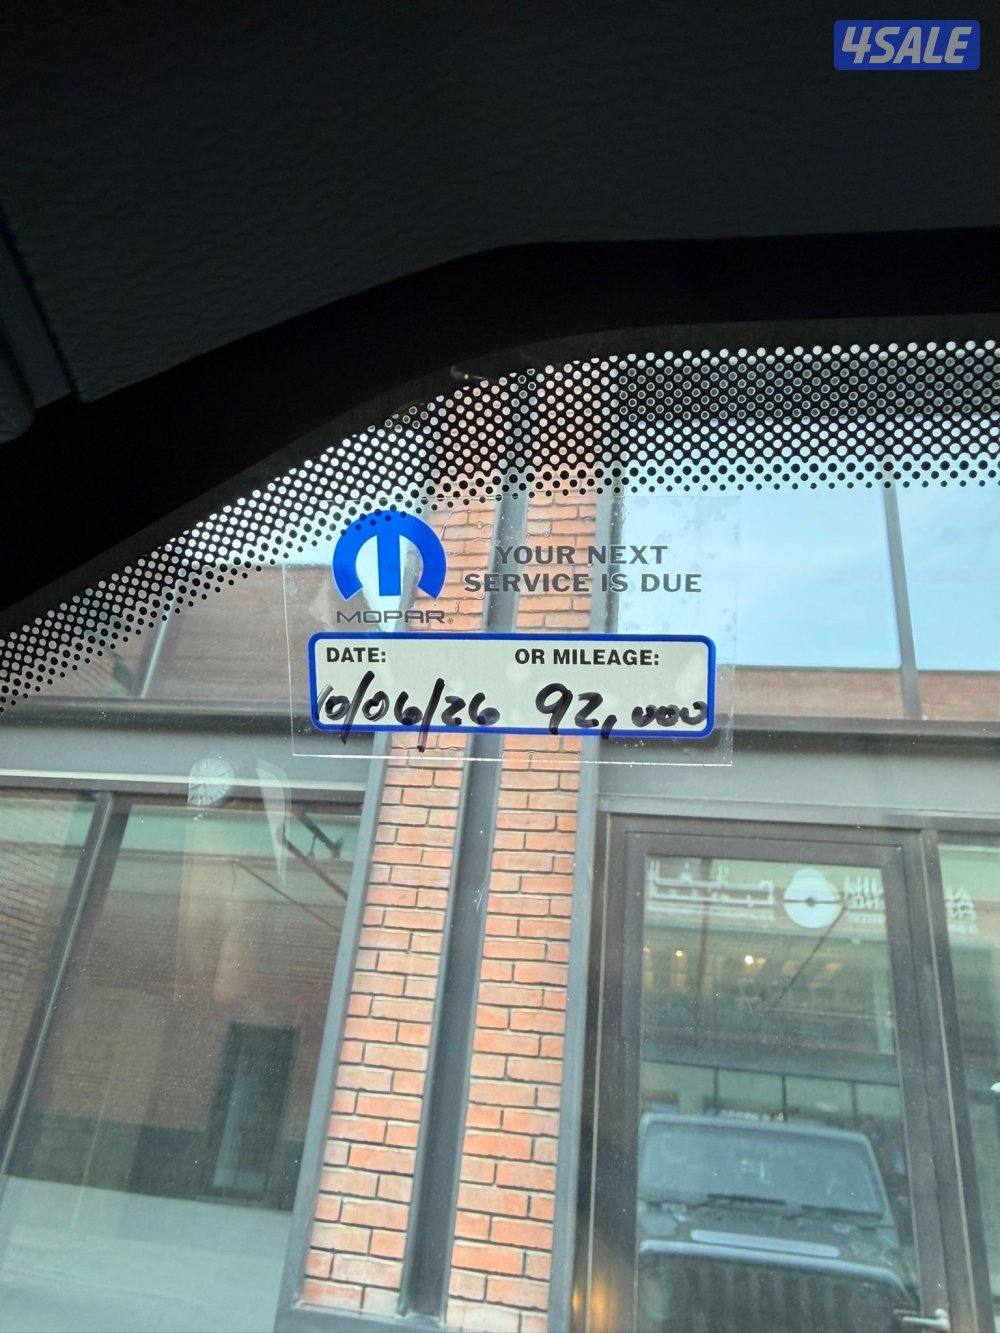 4SALE
YOUR NEXT
SERVICE IS DUE
MOPAR®
DATE: OR MILEAGE:
10/06/26 92,000